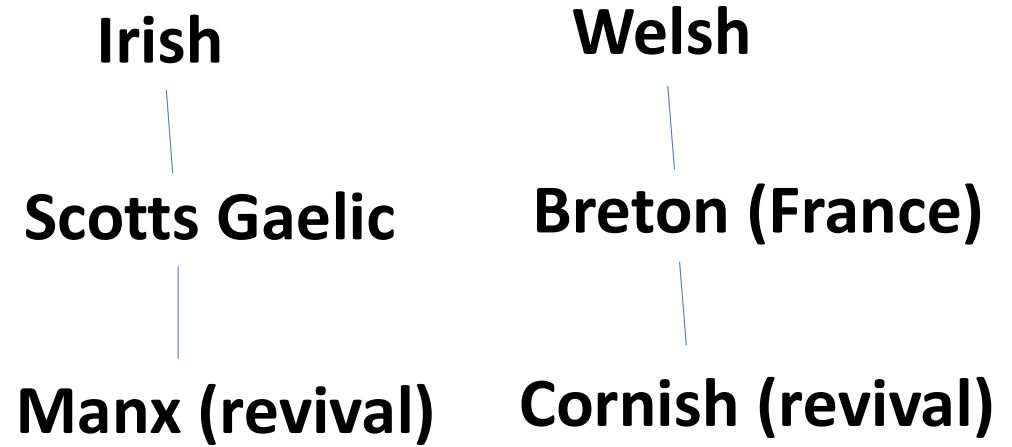 Irish
Scotts Gaelic
Manx (revival)
Welsh
Breton (France)
Cornish (revival)